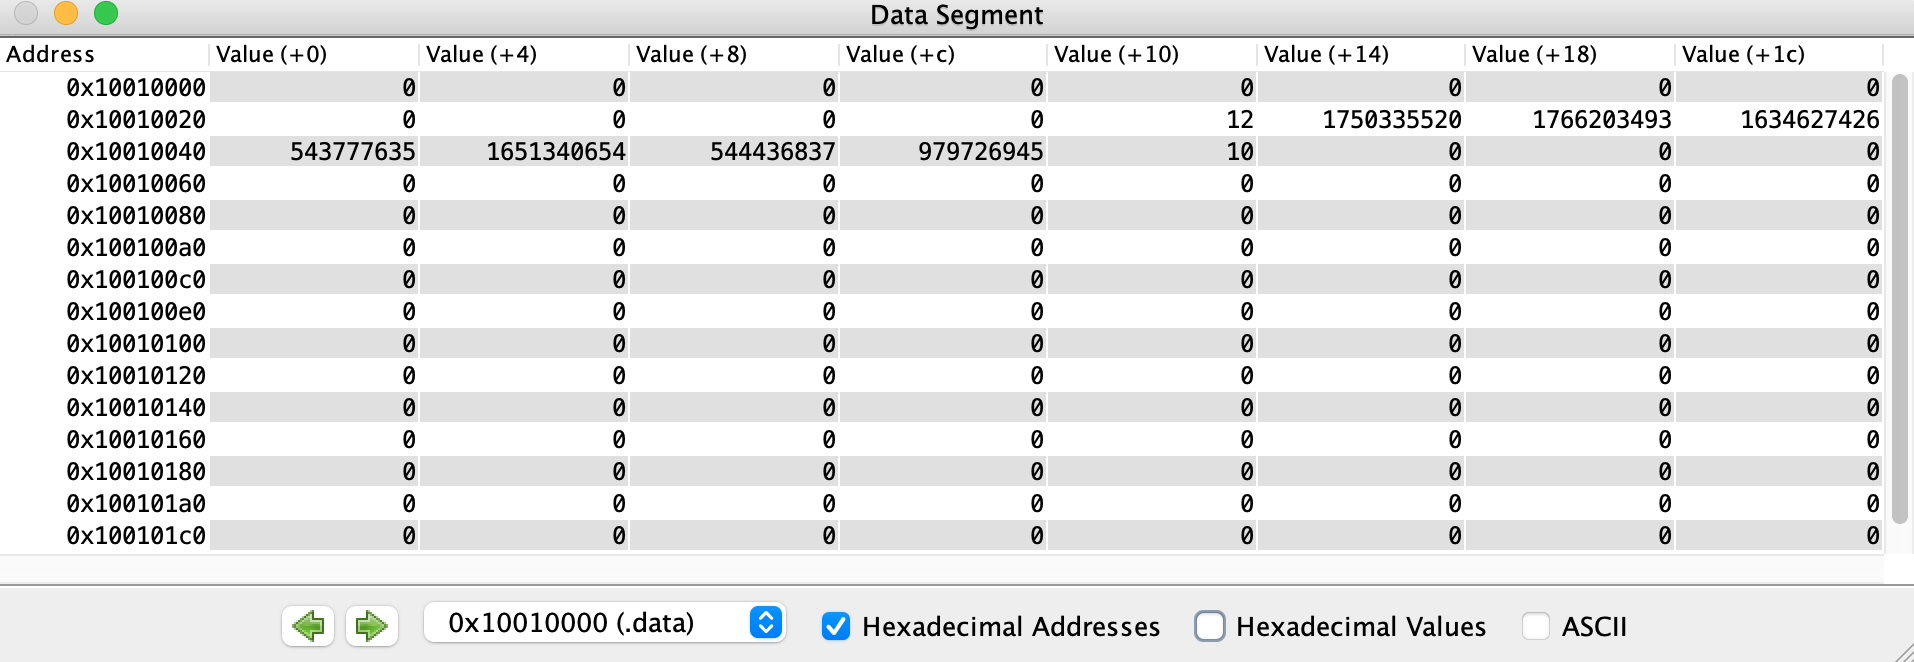 Data Segment
Address Value (+0) Value (+4) Value (+8) Value (+c) Value (+10) Value (+14) Value (+18) Value (+1c)
0x10010000 0 0 0 0 0 0 0 0
0x10010020 0 0 0 0 12 1750335520 1766203493 1634627426
0x10010040 543777635 1651340654 544436837 979726945 10 0 0 0
0x10010060 0 0 0 0 0 0 0 0
0x10010080 0 0 0 0 0 0 0 0
0x100100a0 0 0 0 0 0 0 0 0
0x100100c0 0 0 0 0 0 0 0 0
0x100100e0 0 0 0 0 0 0 0 0
0x10010100 0 0 0 0 0 0 0 0
0x10010120 0 0 0 0 0 0 0 0
0x10010140 0 0 0 0 0 0 0 0
0x10010160 0 0 0 0 0 0 0 0
0x10010180 0 0 0 0 0 0 0 0
0x100101a0 0 0 0 0 0 0 0 0
0x100101c0 0 0 0 0 0 0 0 0
0x10010000 (.data) Hexadecimal Addresses Hexadecimal Values ASCII